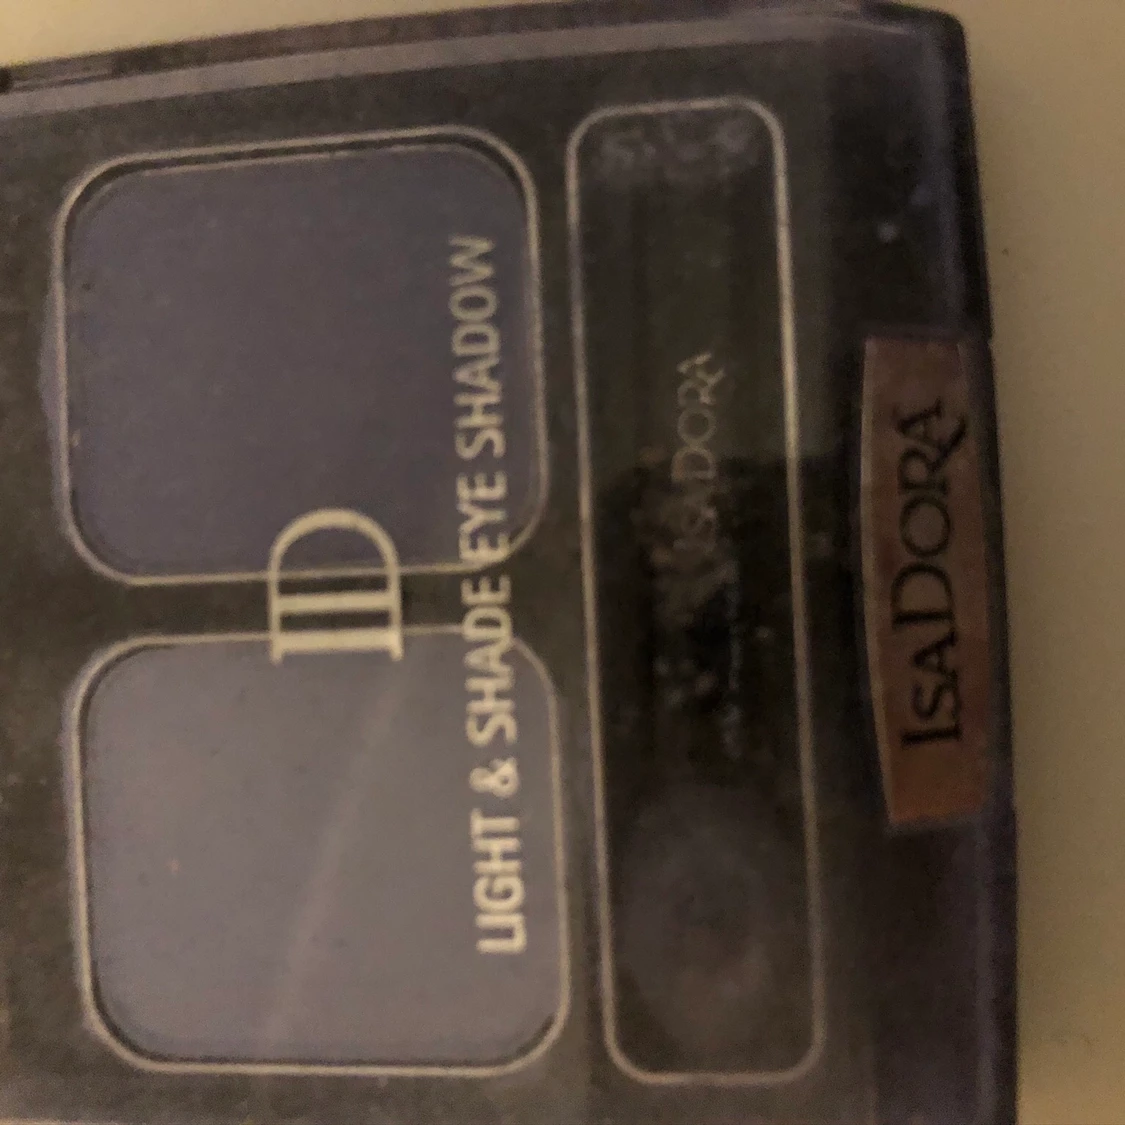 ID
LIGHT & SHADE EYE SHADOW
ISADORA
ISADORA